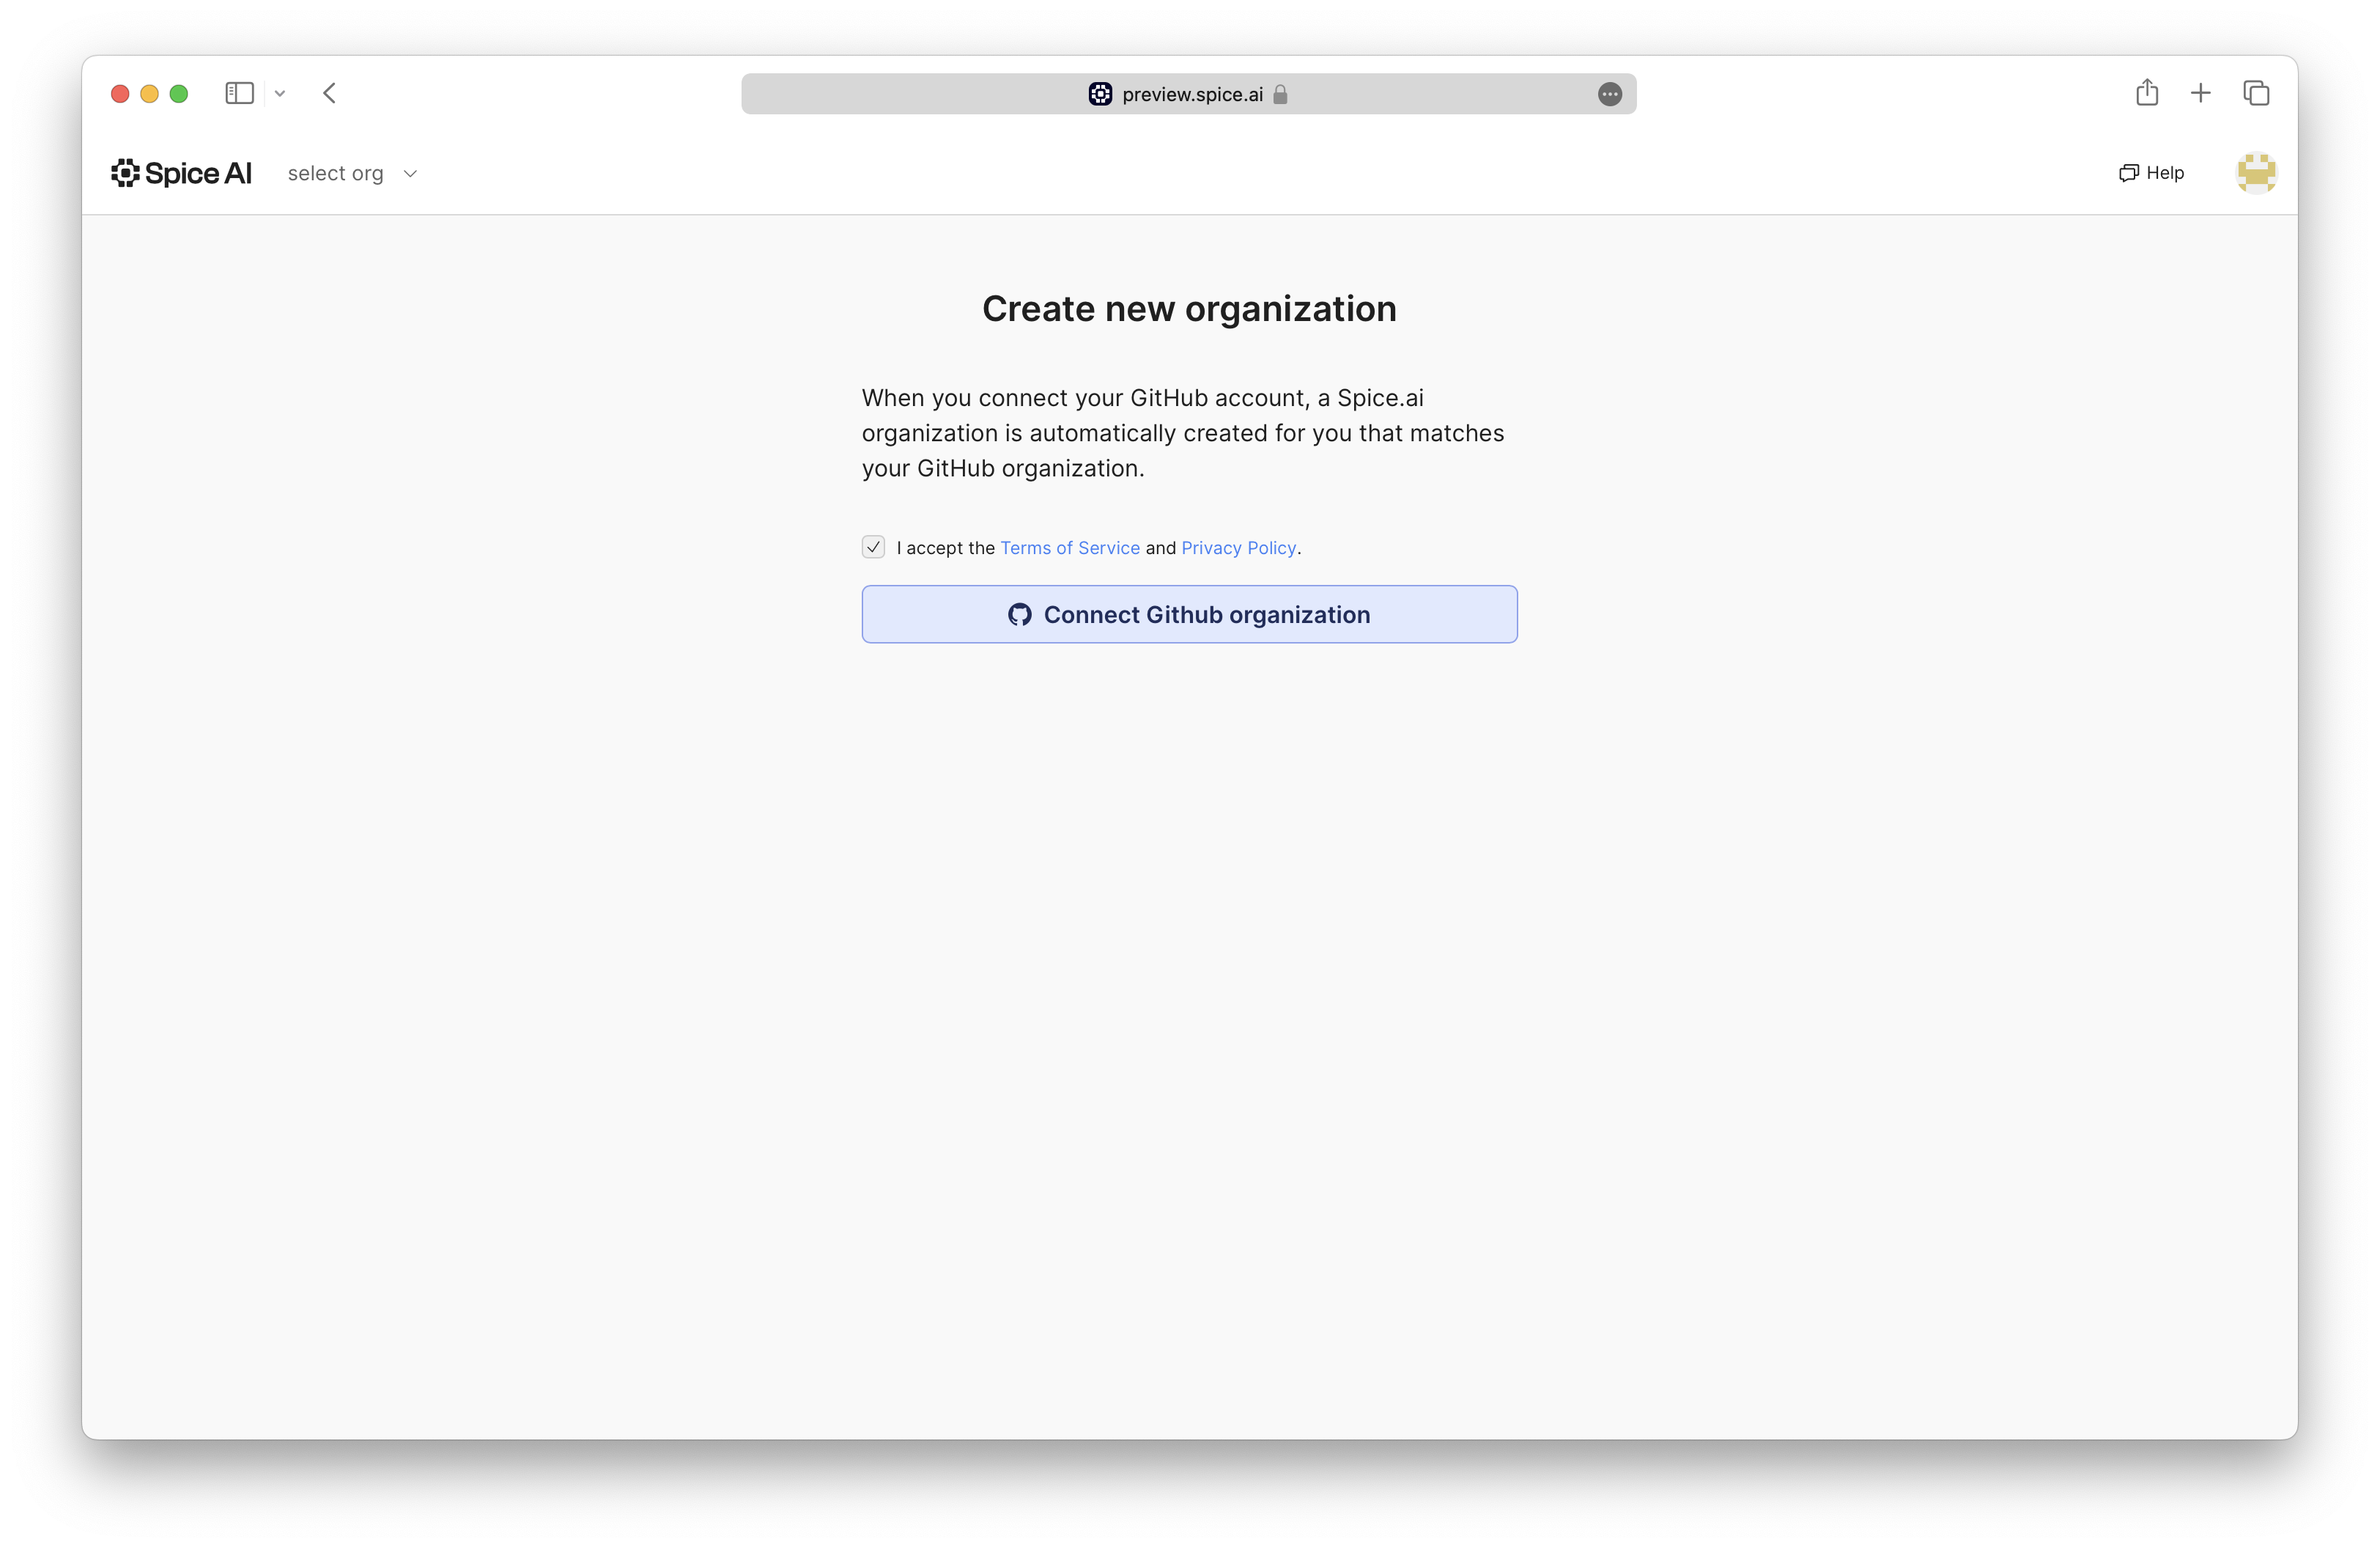 preview.spice.ai
Spice AI
select org
Help
Create new organization
When you connect your GitHub account, a Spice.ai
organization is automatically created for you that matches
your GitHub organization.
I accept the Terms of Service and Privacy Policy.
Connect Github organization